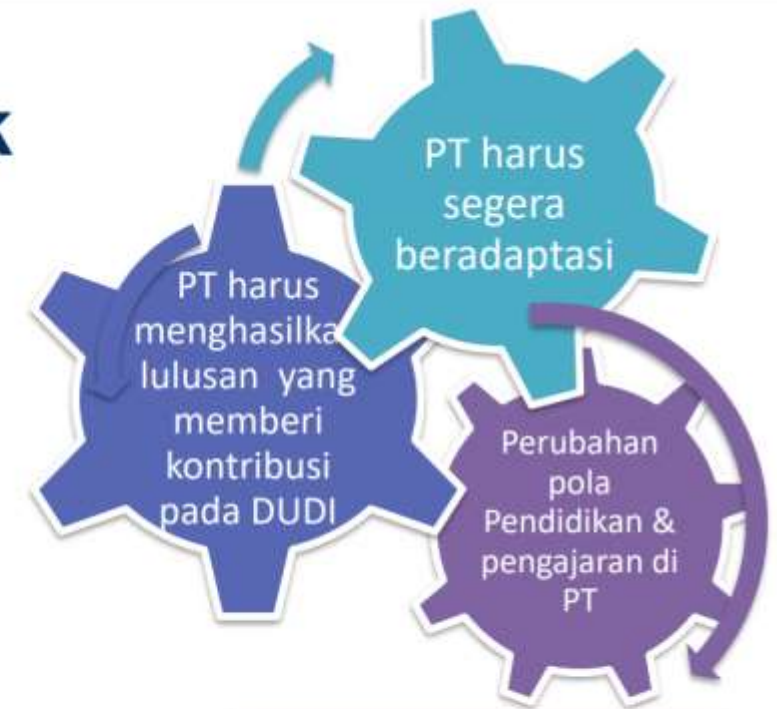 k
PT harus
segera
beradaptasi
PT harus
menghasilka
lulusan yang
memberi
kontribusi
pada DUDI
Perubahan
pola
Pendidikan &
pengajaran di
PT